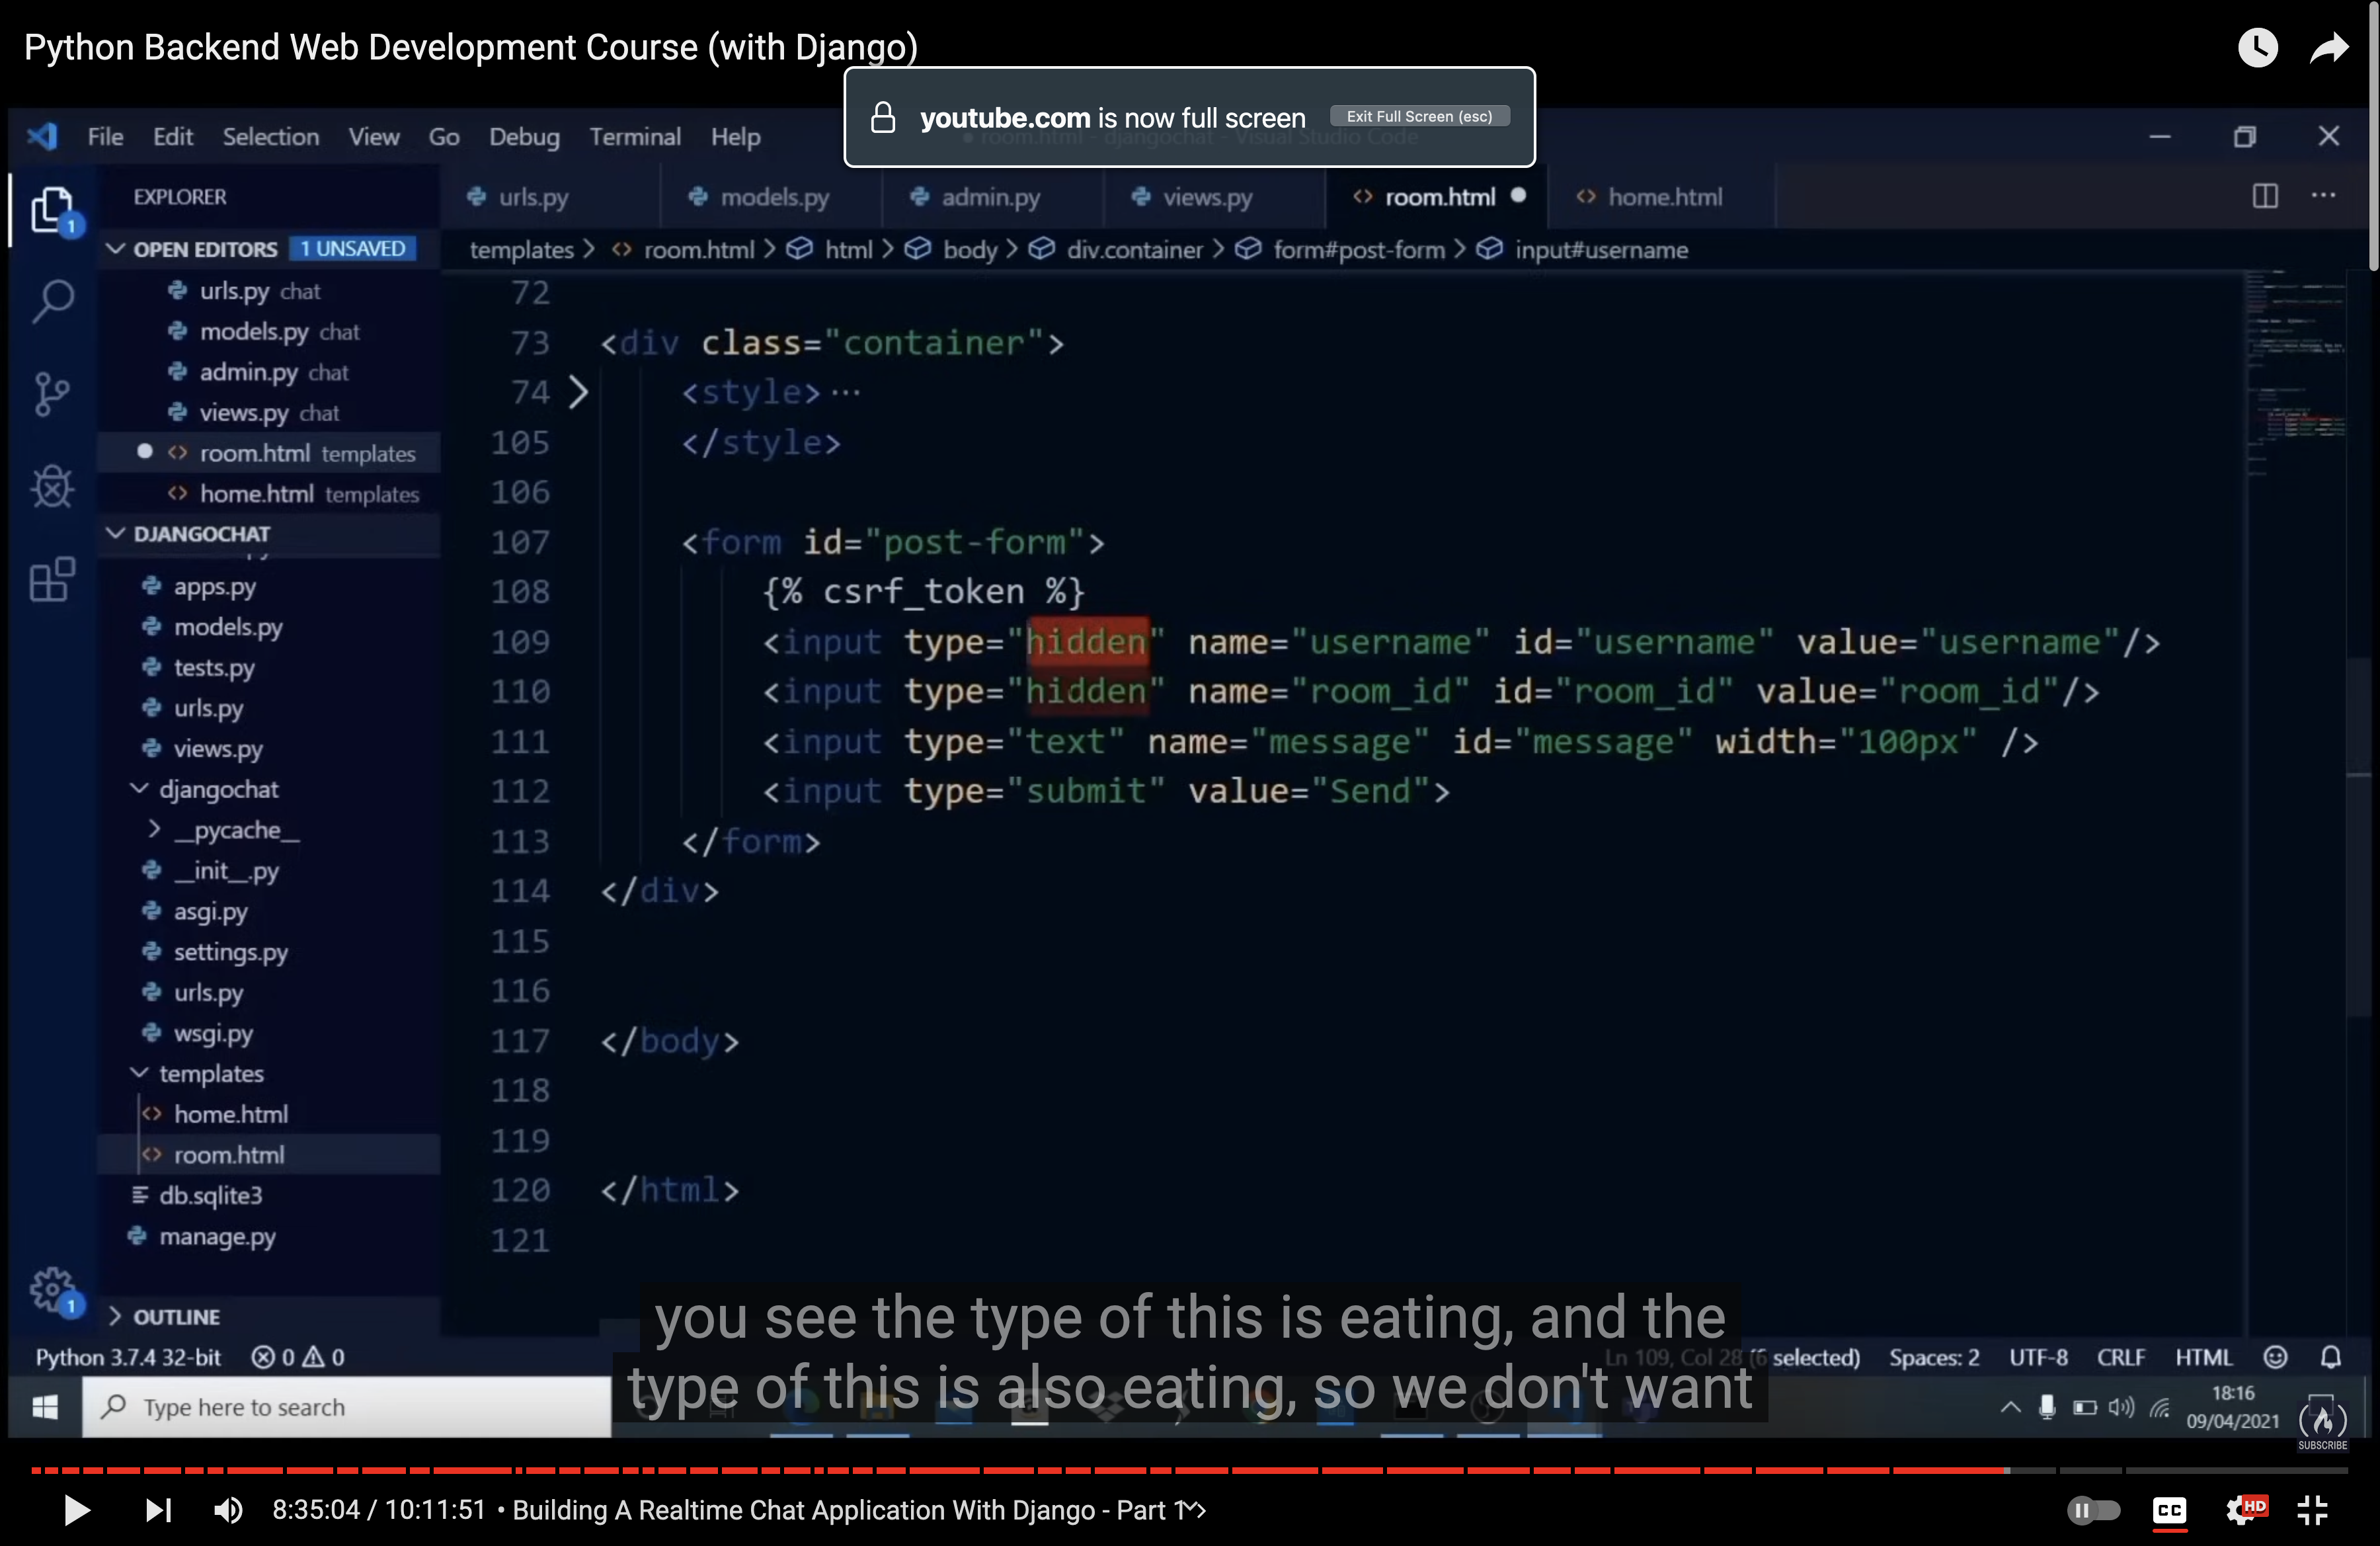 Python Backend Web Development Course (with Django)
youtube.com is now full screen Exit Full Screen (esc)
File Edit Selection View Go Debug Terminal Help
room.html - djangochat - Visual Studio Code
EXPLORER
urls.py models.py admin.py views.py room.html home.html
OPEN EDITORS 1 UNSAVED
templates > room.html > html > body > div.container > form#post-form > input#username
urls.py chat
models.py chat
admin.py chat
views.py chat
room.html templates
home.html templates
DJANGOCHAT
apps.py
models.py
tests.py
urls.py
views.py
djangochat
__pycache__
__init__.py
asgi.py
settings.py
urls.py
wsgi.py
templates
home.html
room.html
db.sqlite3
manage.py
OUTLINE
72
73 <div class="container">
74 <style>...
105 </style>
106
107 <form id="post-form">
108 {% csrf_token %}
109 <input type="hidden" name="username" id="username" value="username"/>
110 <input type="hidden" name="room_id" id="room_id" value="room_id"/>
111 <input type="text" name="message" id="message" width="100px" />
112 <input type="submit" value="Send">
113 </form>
114 </div>
115
116
117 </body>
118
119
120 </html>
121
you see the type of this is eating, and the
type of this is also eating, so we don't want
Python 3.7.4 32-bit 0 0 Ln 109, Col 28 (6 selected) Spaces: 2 UTF-8 CRLF HTML
Type here to search
18:16
09/04/2021
SUBSCRIBE
8:35:04 / 10:11:51 • Building A Realtime Chat Application With Django - Part 1
CC HD